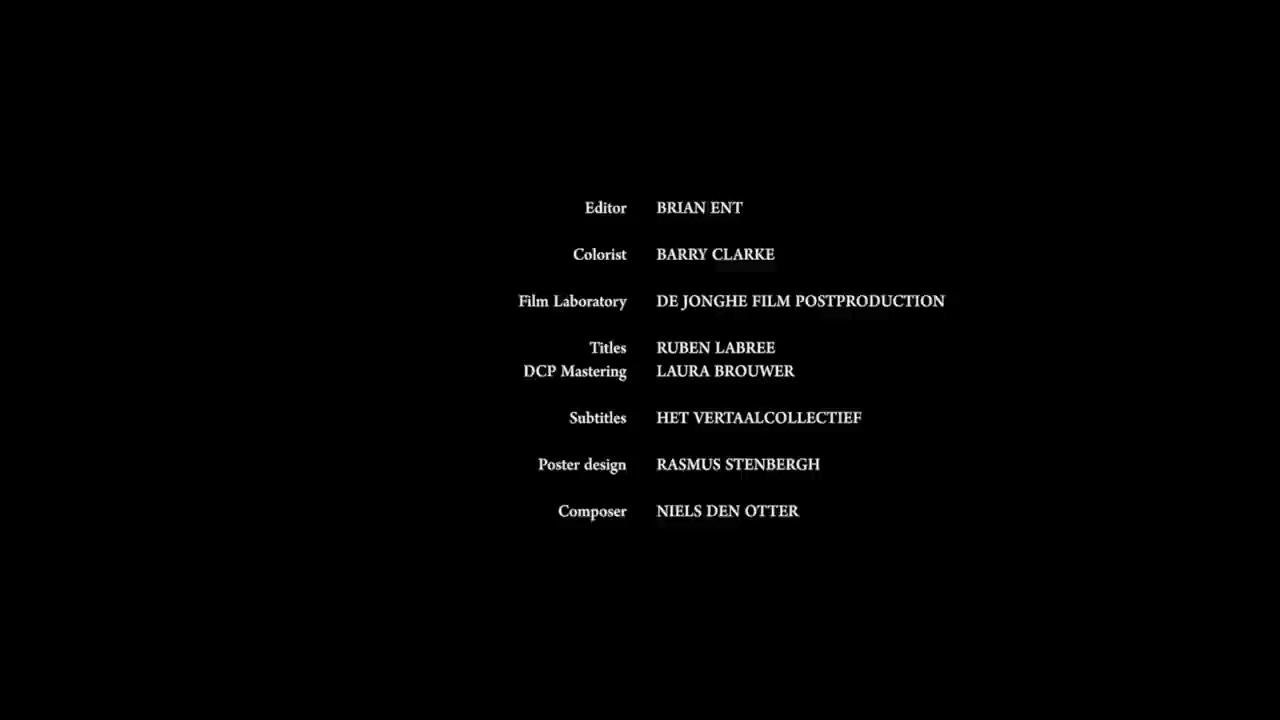 Editor BRIAN ENT
Colorist BARRY CLARKE
Film Laboratory DE JONGHE FILM POSTPRODUCTION
Titles RUBEN LABREE
DCP Mastering LAURA BROUWER
Subtitles HET VERTAALCOLLECTIEF
Poster design RASMUS STENBERGH
Composer NIELS DEN OTTER